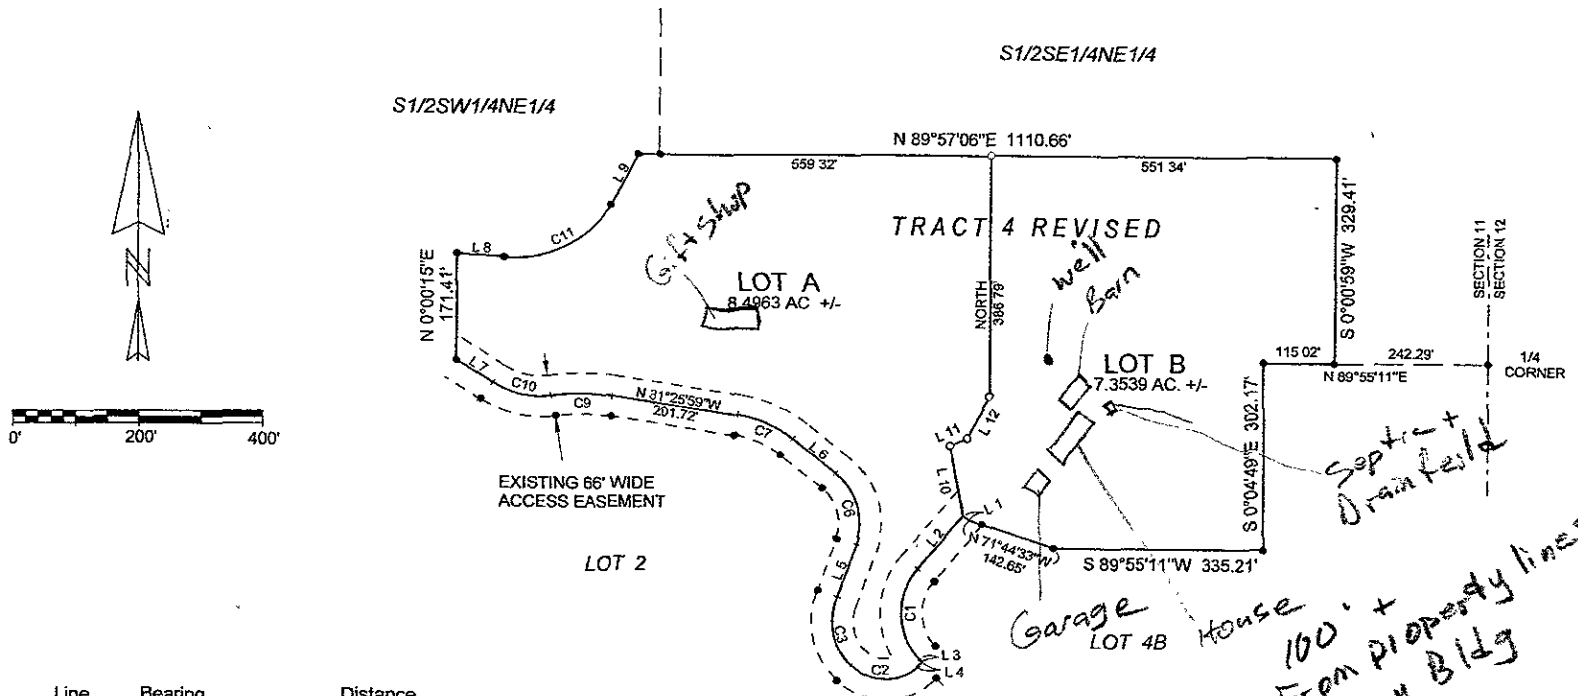 S1/2SE1/4NE1/4
S1/2SW1/4NE1/4
N 89°57'06"E 1110.66'
559 32'
551 34'
L 9
C11
L 8
Gift shop
TRACT 4 REVISED
N 0°00'15"E
171.41'
LOT A
8.4963 AC +/-
NORTH
386 79'
well
Barn
S 0°00'59"W 329.41'
SECTION 11
SECTION 12
LOT B
7.3539 AC. +/-
115 02'
242.29'
N 89°55'11"E
1/4
CORNER
N
0'
200'
400'
L 7
C10
C9
N 81°25'59"W
201.72'
C7
L 6
L 12
L 11
L 10
S 0°04'49"E 302.17'
Septic +
Drainfeild
EXISTING 66' WIDE
ACCESS EASEMENT
C6
L 1
L 2
N 71°44'33"W
142.65'
S 89°55'11"W 335.21'
LOT 2
L 5
C1
C3
C2
L 3
L 4
Garage
House
LOT 4B
100' +
From property lines
Bldg
Line Bearing Distance